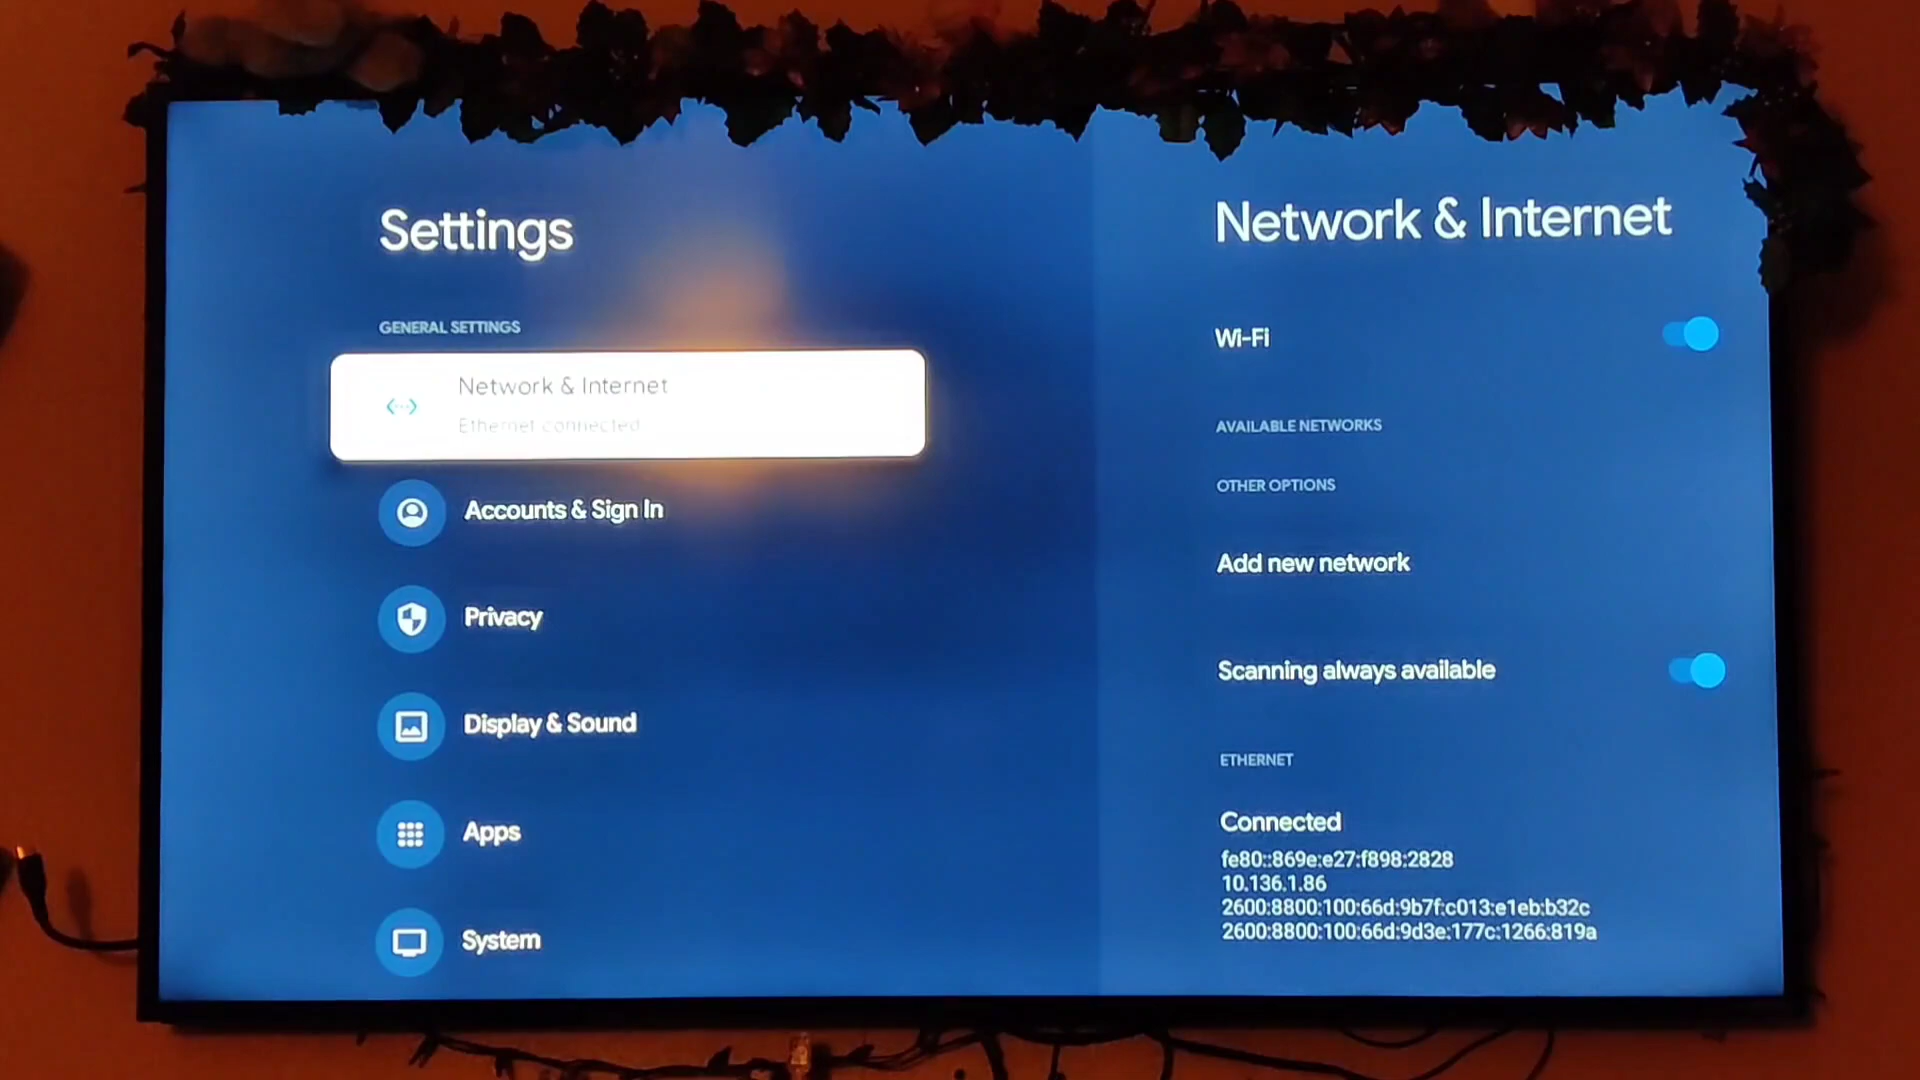 Settings
GENERAL SETTINGS
Network & Internet
Ethernet connected
Accounts & Sign In
Privacy
Display & Sound
Apps
System
Network & Internet
Wi-Fi
AVAILABLE NETWORKS
OTHER OPTIONS
Add new network
Scanning always available
ETHERNET
Connected
fe80::869e:e27:f898:2828
10.136.1.86
2600:8800:100:66d:9b7f:c013:e1eb:b32c
2600:8800:100:66d:9d3e:177c:1266:819a